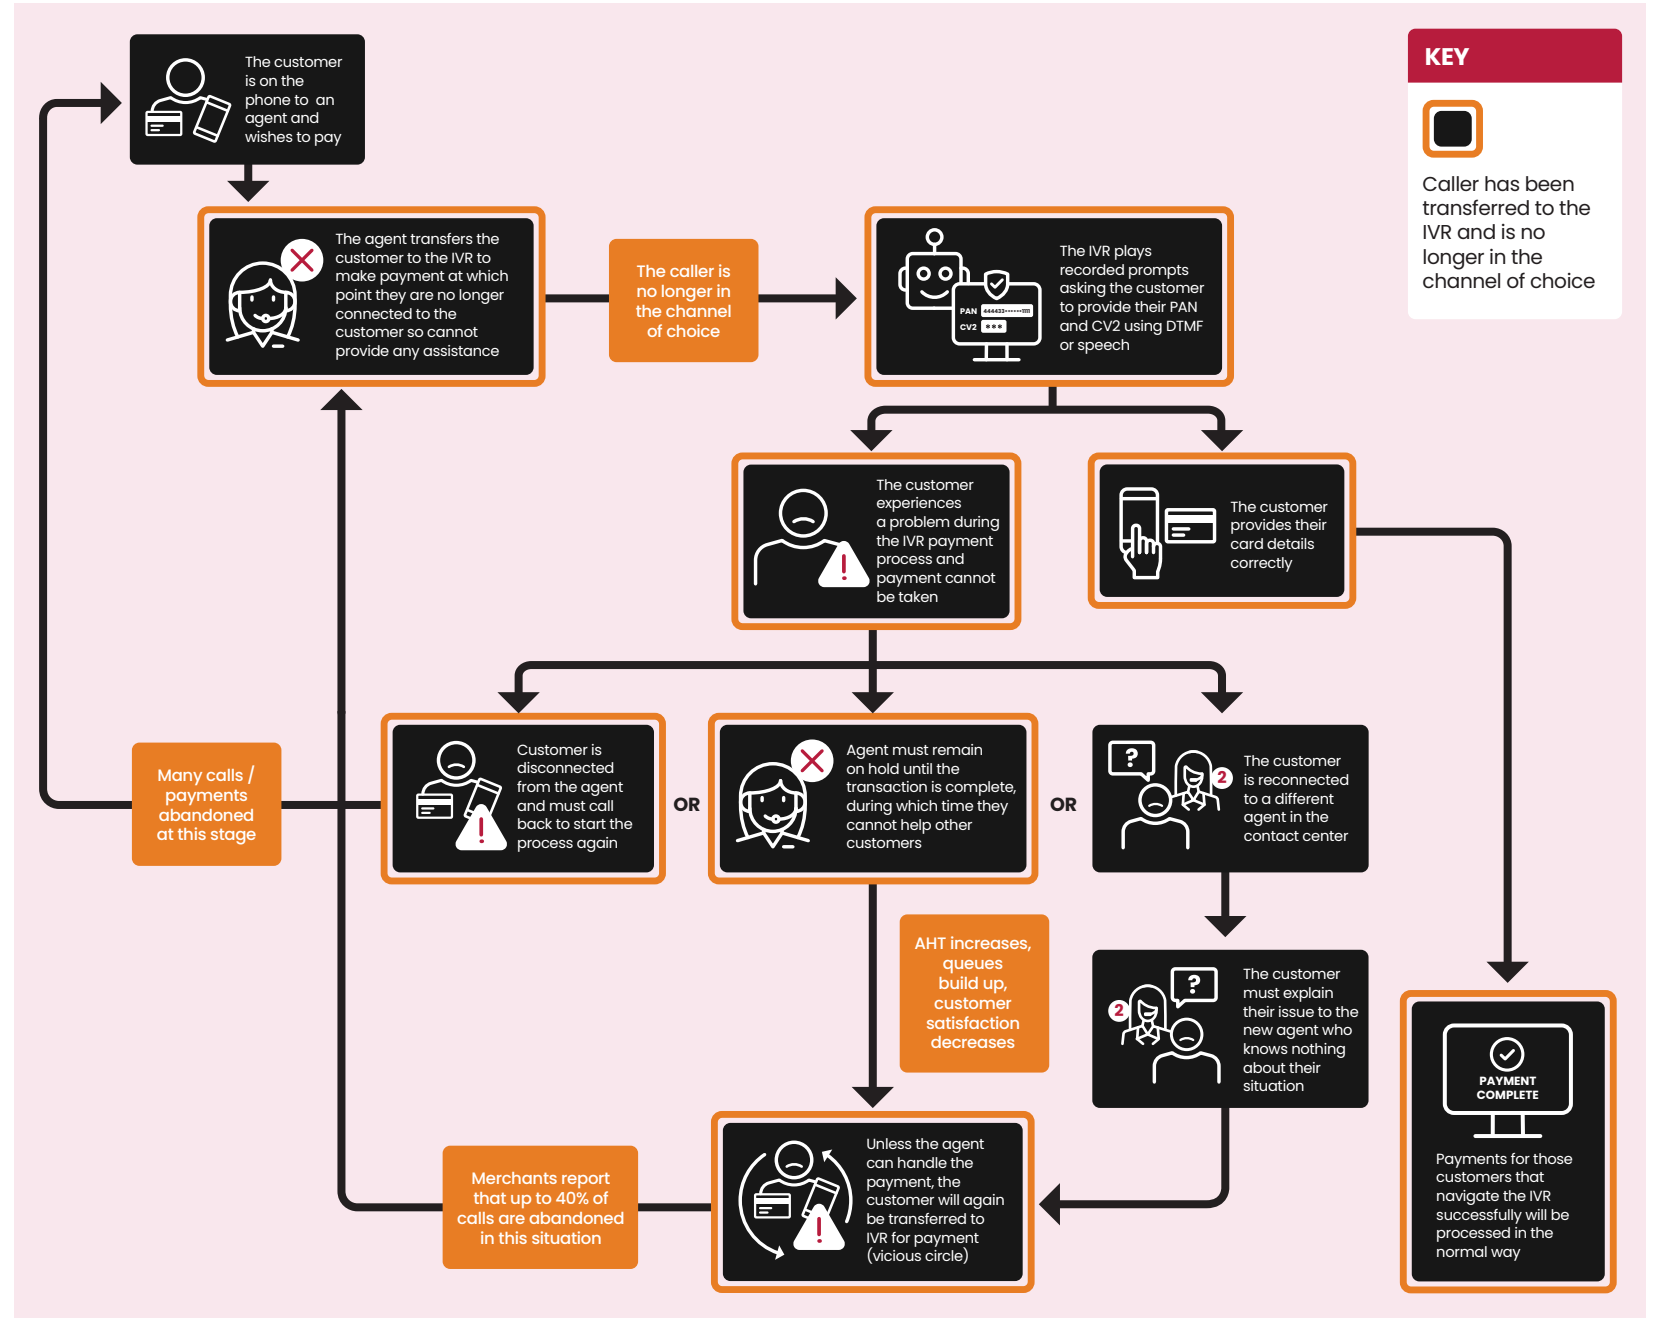 The customer
is on the
phone to an
agent and
wishes to pay
KEY
Caller has been
transferred to the
IVR and is no
longer in the
channel of choice
The agent transfers the
customer to the IVR to
make payment at which
point they are no longer
connected to the
customer so cannot
provide any assistance
The caller is
no longer in
the channel
of choice
PAN
CV2 ***
The IVR plays
recorded prompts
asking the customer
to provide their PAN
and CV2 using DTMF
or speech
The customer
experiences
a problem during
the IVR payment
process and
payment cannot
be taken
!
The customer
provides their
card details
correctly
Many calls /
payments
abandoned
at this stage
Customer is
disconnected
from the agent
and must call
back to start the
process again
!
OR
Agent must remain
on hold until the
transaction is complete,
during which time they
cannot help other
customers
OR
?
2
The customer
is reconnected
to a different
agent in the
contact center
AHT increases,
queues
build up,
customer
satisfaction
decreases
?
2
The customer
must explain
their issue to the
new agent who
knows nothing
about their
situation
Merchants report
that up to 40% of
calls are abandoned
in this situation
!
Unless the agent
can handle the
payment, the
customer will again
be transferred to
IVR for payment
(vicious circle)
PAYMENT
COMPLETE
Payments for those
customers that
navigate the IVR
successfully will be
processed in the
normal way